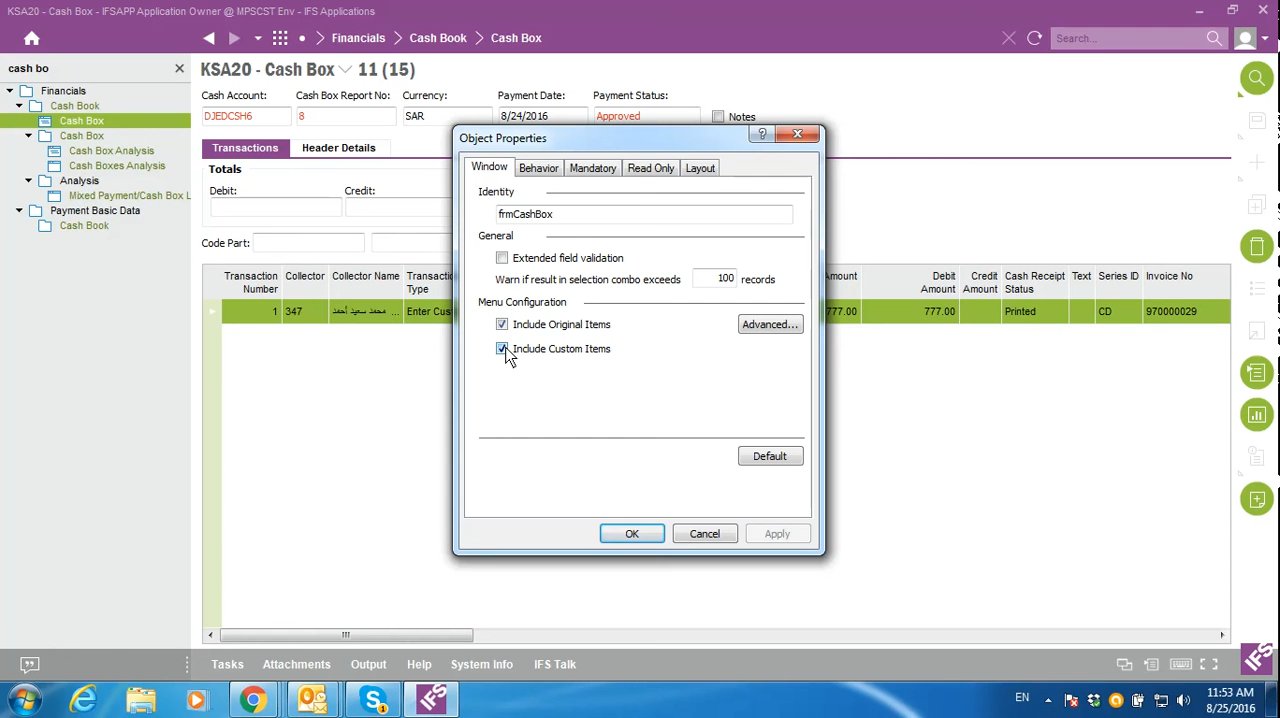 KSA20 - Cash Box - IFSAPP Application Owner @ MPSCST Env - IFS Applications
Financials Cash Book Cash Box Search...
cash bo
Financials
Cash Book
Cash Box
Cash Box
Cash Box Analysis
Cash Boxes Analysis
Analysis
Mixed Payment/Cash Box L
Payment Basic Data
Cash Book
KSA20 - Cash Box 11 (15)
Cash Account: Cash Box Report No: Currency: Payment Date: Payment Status:
DJEDCSH6 8 SAR 8/24/2016 Approved Notes
Transactions Header Details
Totals
Debit: Credit:
Code Part:
Transaction Number Collector Collector Name Transac Type Amount Debit Amount Credit Amount Cash Receipt Status Text Series ID Invoice No
1 347 محمد سعيد أحمد ... Enter Cus 777.00 777.00 Printed CD 970000029
Object Properties
Window Behavior Mandatory Read Only Layout
Identity
frmCashBox
General
Extended field validation
Warn if result in selection combo exceeds 100 records
Menu Configuration
Include Original Items Advanced...
Include Custom Items
Default
OK Cancel Apply
Tasks Attachments Output Help System Info IFS Talk
IFS
EN 11:53 AM
8/25/2016